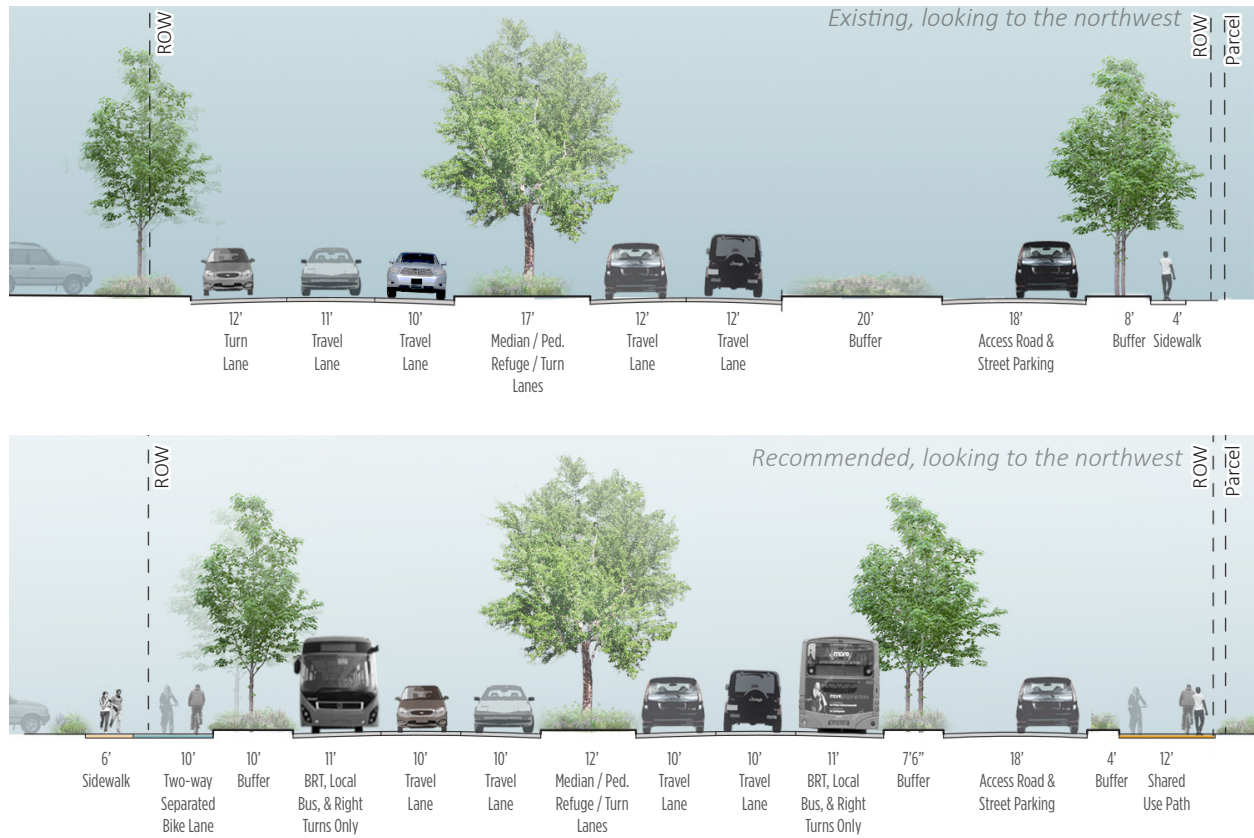 Existing, looking to the northwest
ROW
ROW
Parcel
12'
Turn
Lane
11'
Travel
Lane
10'
Travel
Lane
17'
Median / Ped.
Refuge / Turn
Lanes
12'
Travel
Lane
12'
Travel
Lane
20'
Buffer
18'
Access Road &
Street Parking
8'
Buffer
4'
Sidewalk
Recommended, looking to the northwest
ROW
ROW
Parcel
more
more
6'
Sidewalk
10'
Two-way
Separated
Bike Lane
10'
Buffer
11'
BRT, Local
Bus, & Right
Turns Only
10'
Travel
Lane
10'
Travel
Lane
12'
Median / Ped.
Refuge / Turn
Lanes
10'
Travel
Lane
10'
Travel
Lane
11'
BRT, Local
Bus, & Right
Turns Only
7'6"
Buffer
18'
Access Road &
Street Parking
4'
Buffer
12'
Shared
Use Path